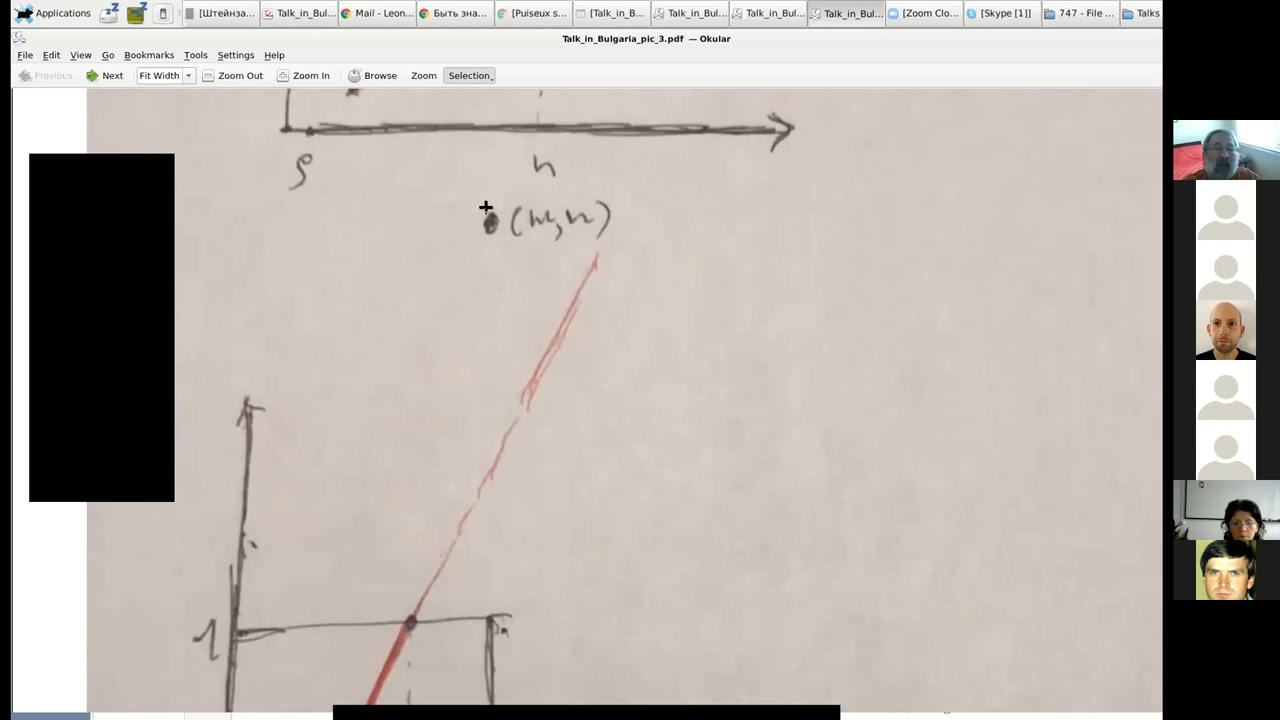 Applications [Штейнза... Talk_in_Bul... Mail - Leon... Быть зна... [Puiseux s... [Talk_in_B... Talk_in_Bul... Talk_in_Bul... Talk_in_Bul... [Zoom Clo... [Skype [1]] 747 - File ... Talks
Talk_in_Bulgaria_pic_3.pdf — Okular
File Edit View Go Bookmarks Tools Settings Help
Previous Next Fit Width Zoom Out Zoom In Browse Zoom Selection
n
(m,n)
1